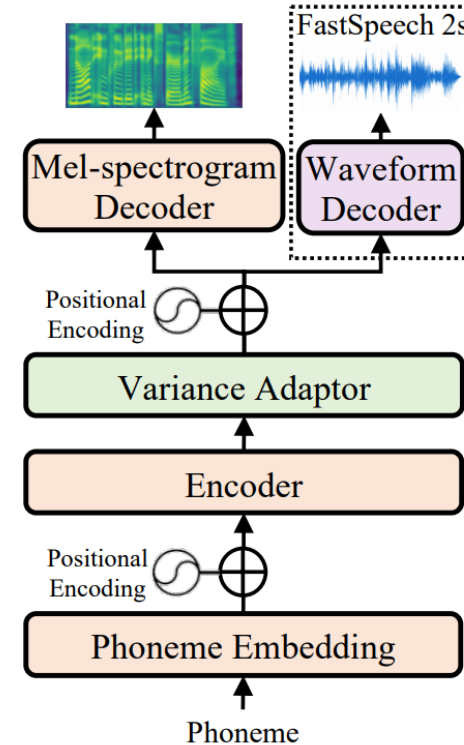 FastSpeech 2s
Mel-spectrogram
Decoder
Waveform
Decoder
Positional
Encoding
Variance Adaptor
Encoder
Positional
Encoding
Phoneme Embedding
Phoneme